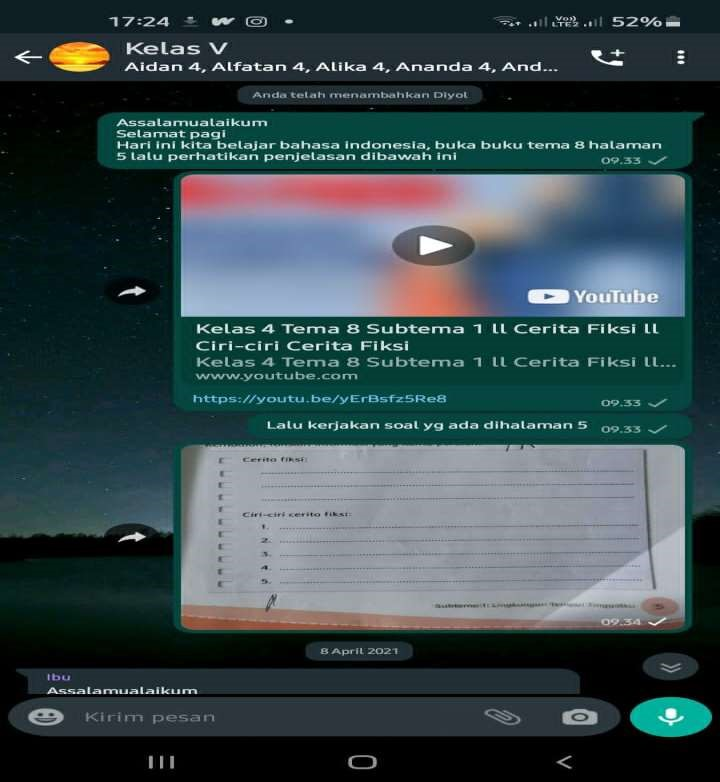 17:24
Vo))
LTE2
52%
Kelas V
Aidan 4, Alfatan 4, Alika 4, Ananda 4, And...
Anda telah menambahkan Diyol
Assalamualaikum
Selamat pagi
Hari ini kita belajar bahasa indonesia, buka buku tema 8 halaman
5 lalu perhatikan penjelasan dibawah ini
09.33
YouTube
Kelas 4 Tema 8 Subtema 1 ll Cerita Fiksi ll
Ciri-ciri Cerita Fiksi
Kelas 4 Tema 8 Subtema 1 ll Cerita Fiksi ll...
www.youtube.com
https://youtu.be/yErBsfz5Re8
09.33
Lalu kerjakan soal yg ada dihalaman 5
09.33
Cerita fiksi:
Ciri-ciri cerita fiksi:
1.
2.
3.
4.
5.
Subtema 1: Lingkungan Tempat Tinggalku
5
09.34
8 April 2021
Ibu
Assalamualaikum
Kirim pesan